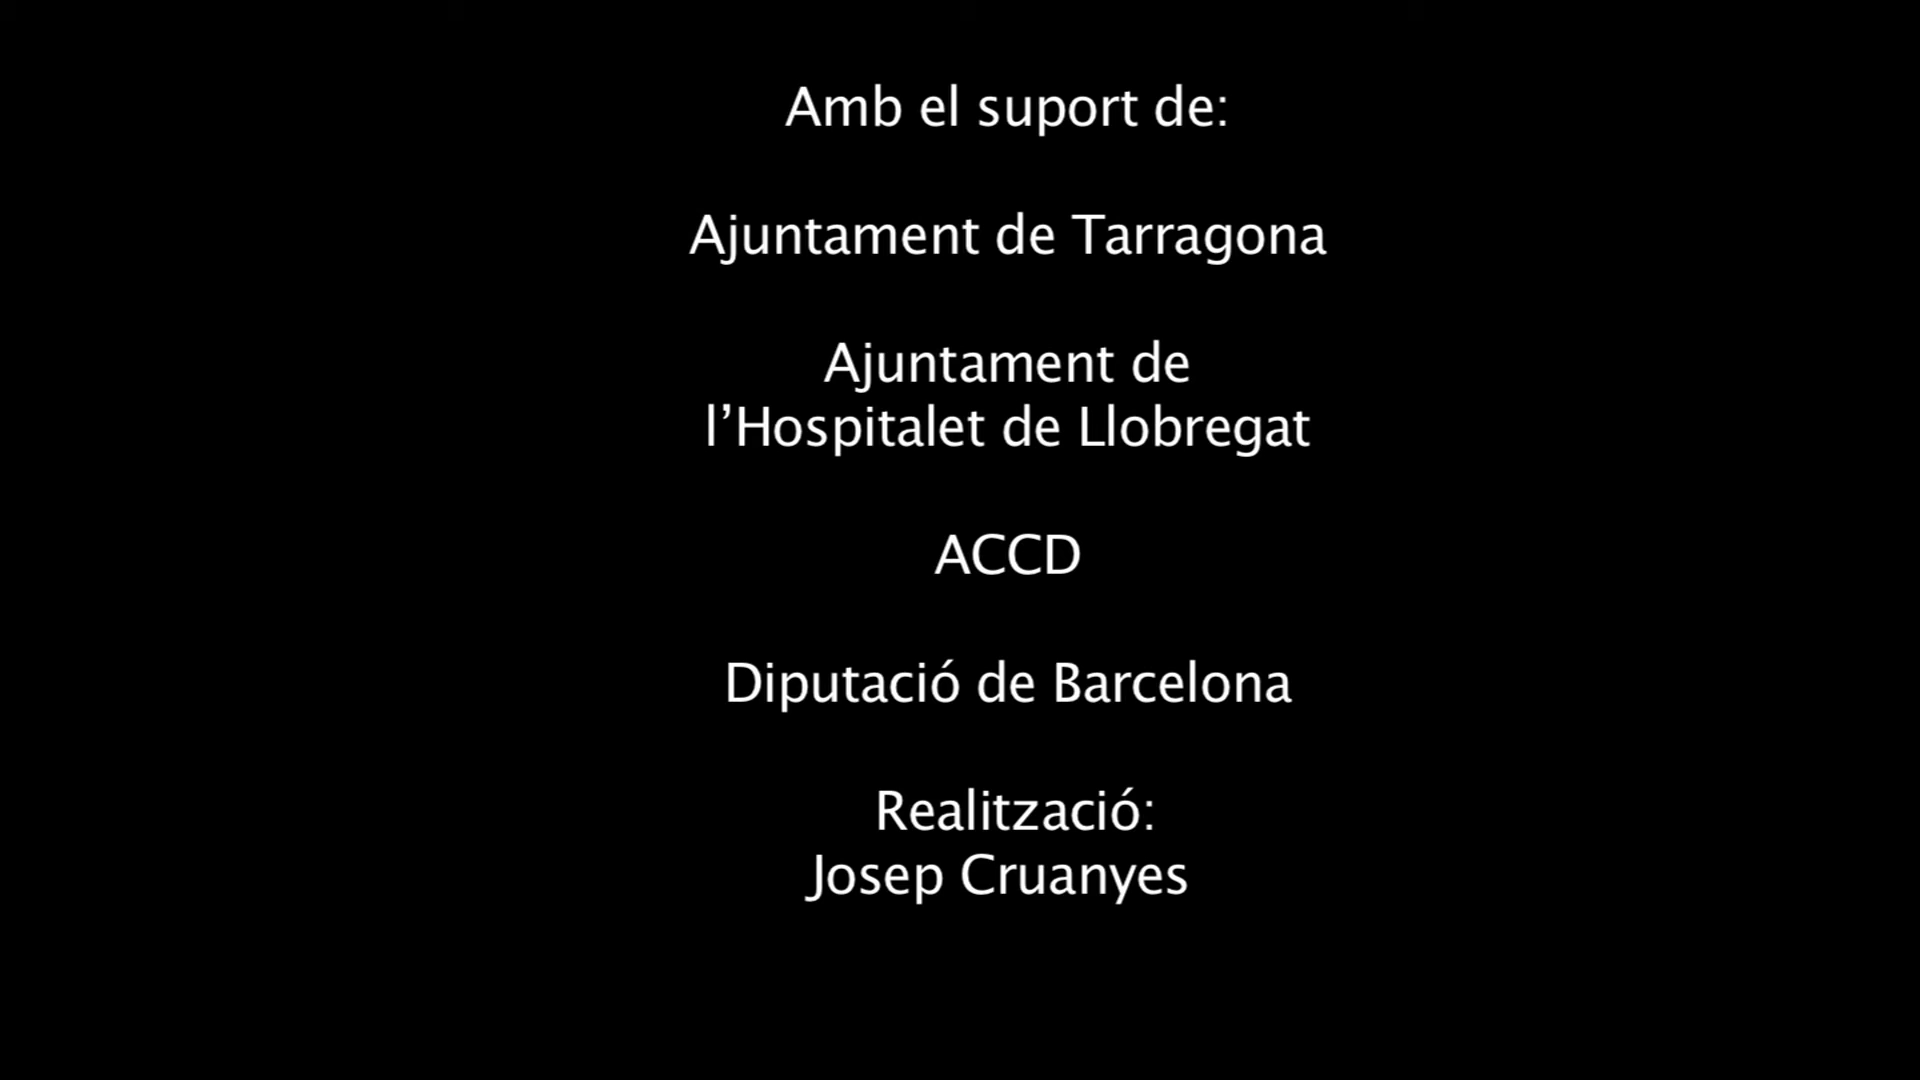 Amb el suport de:
Ajuntament de Tarragona
Ajuntament de
l’Hospitalet de Llobregat
ACCD
Diputació de Barcelona
Realització:
Josep Cruanyes